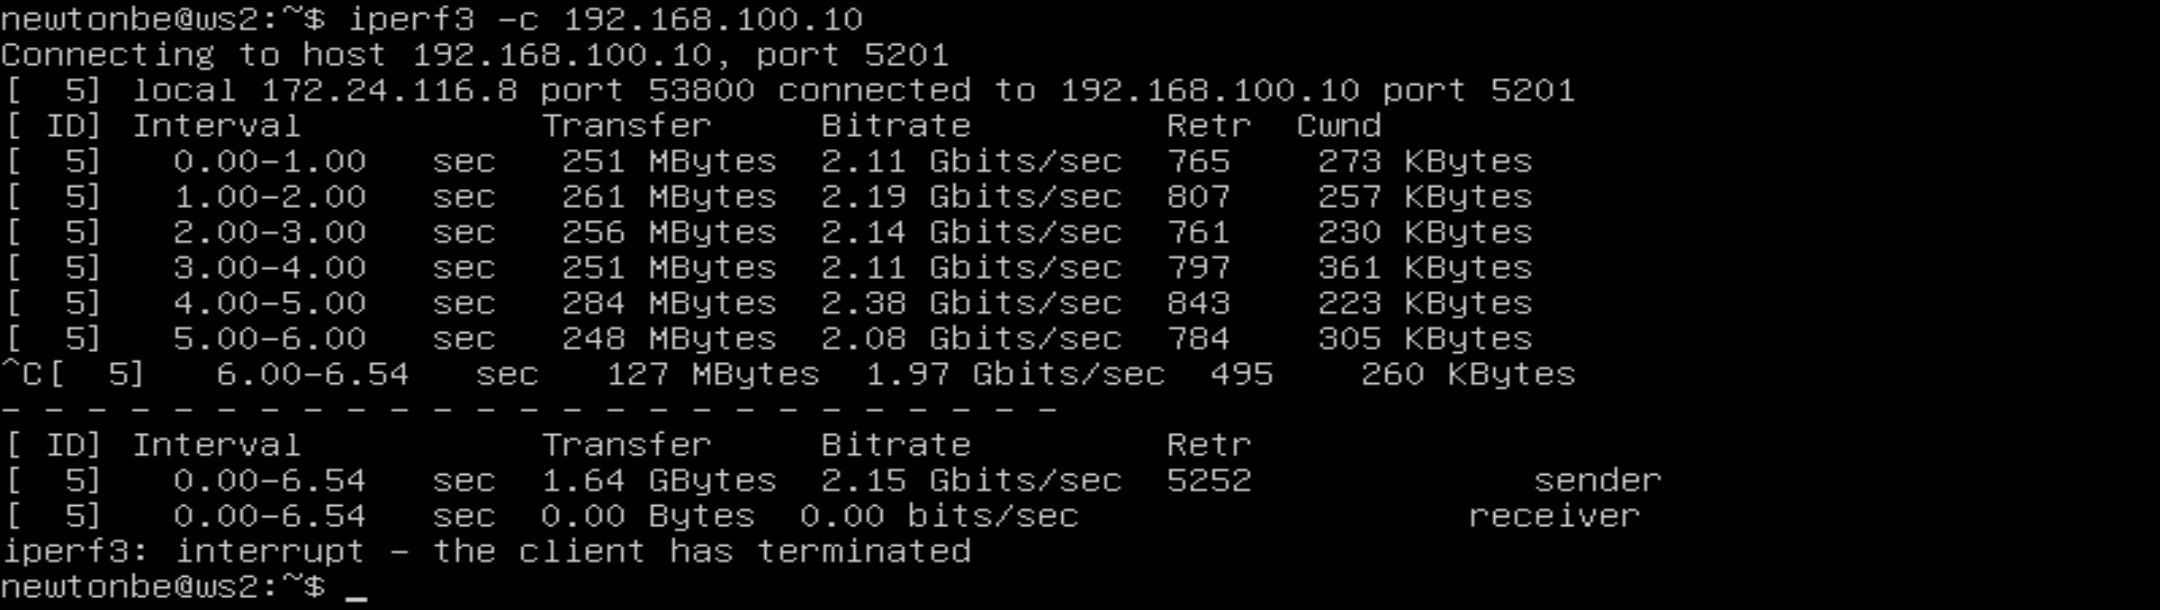 newtonbe@ws2:~$ iperf3 -c 192.168.100.10
Connecting to host 192.168.100.10, port 5201
[  5] local 172.24.116.8 port 53800 connected to 192.168.100.10 port 5201
[ ID] Interval           Transfer     Bitrate         Retr  Cwnd
[  5]   0.00-1.00   sec   251 MBytes  2.11 Gbits/sec  765    273 KBytes
[  5]   1.00-2.00   sec   261 MBytes  2.19 Gbits/sec  807    257 KBytes
[  5]   2.00-3.00   sec   256 MBytes  2.14 Gbits/sec  761    230 KBytes
[  5]   3.00-4.00   sec   251 MBytes  2.11 Gbits/sec  797    361 KBytes
[  5]   4.00-5.00   sec   284 MBytes  2.38 Gbits/sec  843    223 KBytes
[  5]   5.00-6.00   sec   248 MBytes  2.08 Gbits/sec  784    305 KBytes
^C[  5]   6.00-6.54   sec   127 MBytes  1.97 Gbits/sec  495    260 KBytes
- - - - - - - - - - - - - - - - - - - - - - - - -
[ ID] Interval           Transfer     Bitrate         Retr
[  5]   0.00-6.54   sec  1.64 GBytes  2.15 Gbits/sec  5252             sender
[  5]   0.00-6.54   sec  0.00 Bytes  0.00 bits/sec                  receiver
iperf3: interrupt - the client has terminated
newtonbe@ws2:~$ _